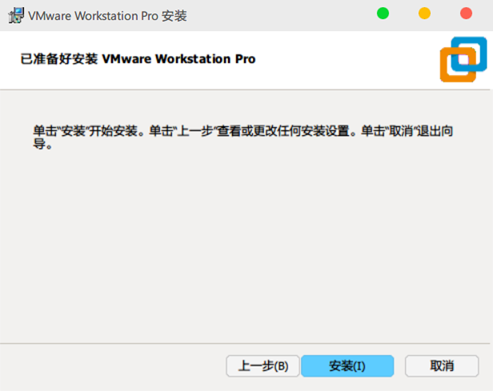 VMware Workstation Pro 安装
已准备好安装 VMware Workstation Pro
单击“安装”开始安装。单击“上一步”查看或更改任何安装设置。单击“取消”退出向
导。
上一步(B)
安装(I)
取消